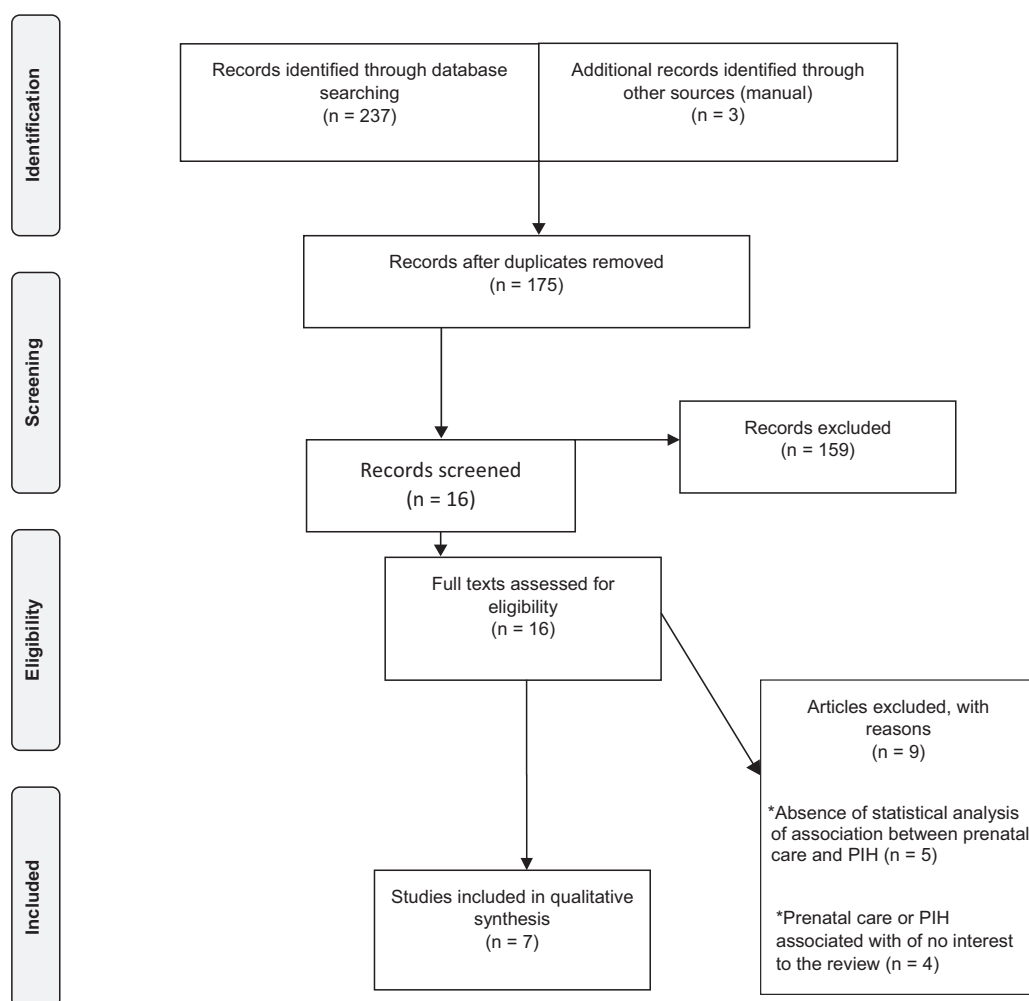 Identification
Records identified through database
searching
(n = 237)
Additional records identified through
other sources (manual)
(n = 3)
Records after duplicates removed
(n = 175)
Screening
Records excluded
(n = 159)
Records screened
(n = 16)
Eligibility
Full texts assessed for
eligibility
(n = 16)
Articles excluded, with
reasons
(n = 9)
*Absence of statistical analysis
of association between prenatal
care and PIH (n = 5)
*Prenatal care or PIH
associated with of no interest
to the review (n = 4)
Included
Studies included in qualitative
synthesis
(n = 7)